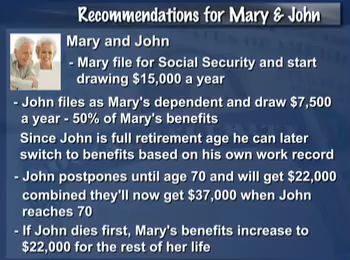 Recommendations for Mary & John
Mary and John
- Mary file for Social Security and start
drawing $15,000 a year
- John files as Mary's dependent and draw $7,500
a year - 50% of Mary's benefits
Since John is full retirement age he can later
switch to benefits based on his own work record
- John postpones until age 70 and will get $22,000
combined they'll now get $37,000 when John
reaches 70
- If John dies first, Mary's benefits increase to
$22,000 for the rest of her life